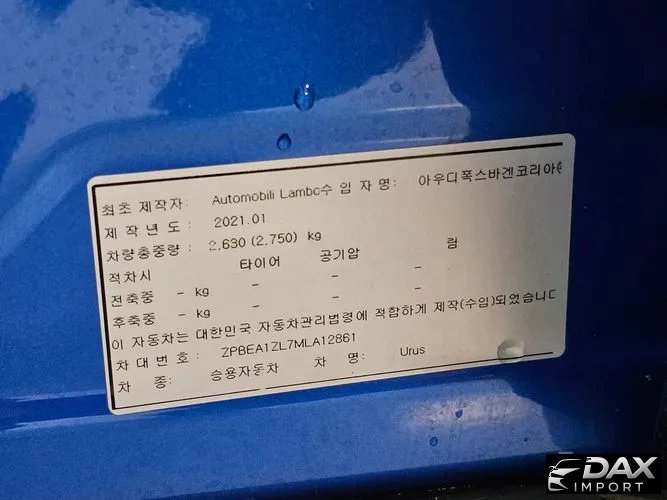 최초 제작자: Automobili Lambo수 입 자 명: 아우디폭스바겐코리아(
제 작 년 도 : 2021.01
차량총중량: 2,630 (2,750) kg
적차시 타이어 공기압 림
전축중 - kg - - - -
후축중 - kg - - - -
이 자동차는 대한민국 자동차관리법령에 적합하게 제작(수입)되었습니다
차 대 번 호 : ZPBEA1ZL7MLA12861
차 종: 승용자동차 차 명: Urus
DAX
IMPORT